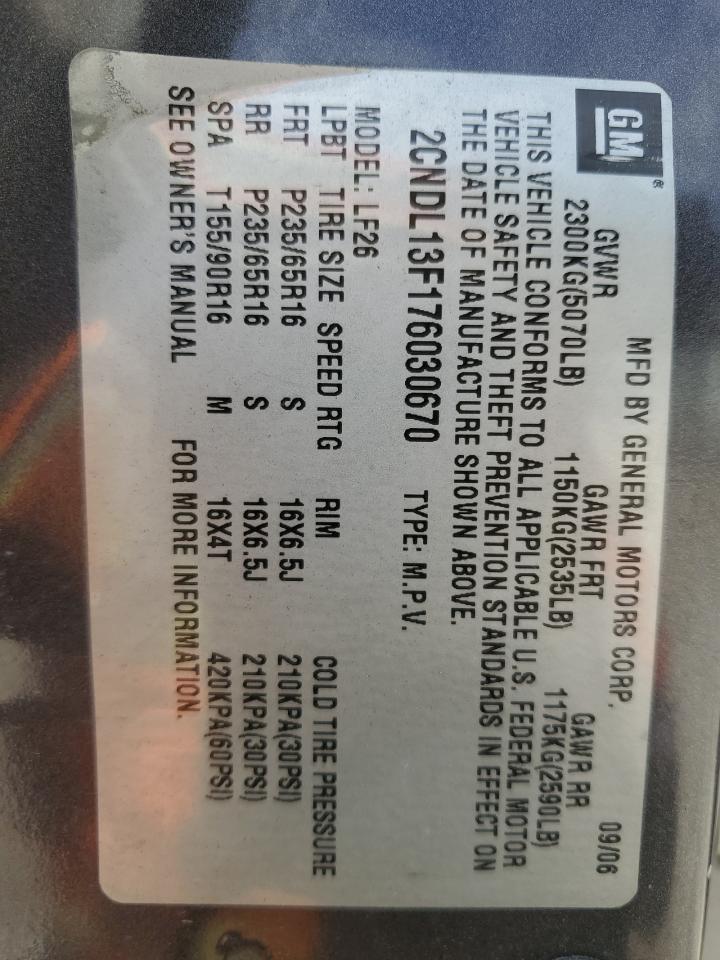 GM®
MFD BY GENERAL MOTORS CORP. 09/06
GVWR GAWR FRT GAWR RR
2300KG(5070LB) 1150KG(2535LB) 1175KG(2590LB)
THIS VEHICLE CONFORMS TO ALL APPLICABLE U.S. FEDERAL MOTOR
VEHICLE SAFETY AND THEFT PREVENTION STANDARDS IN EFFECT ON
THE DATE OF MANUFACTURE SHOWN ABOVE.
2CNDL13F176030670 TYPE: M.P.V.
MODEL: LF26
LPBT TIRE SIZE SPEED RTG RIM COLD TIRE PRESSURE
FRT P235/65R16 S 16X6.5J 210KPA(30PSI)
RR P235/65R16 S 16X6.5J 210KPA(30PSI)
SPA T155/90R16 M 16X4T 420KPA(60PSI)
SEE OWNER'S MANUAL FOR MORE INFORMATION.